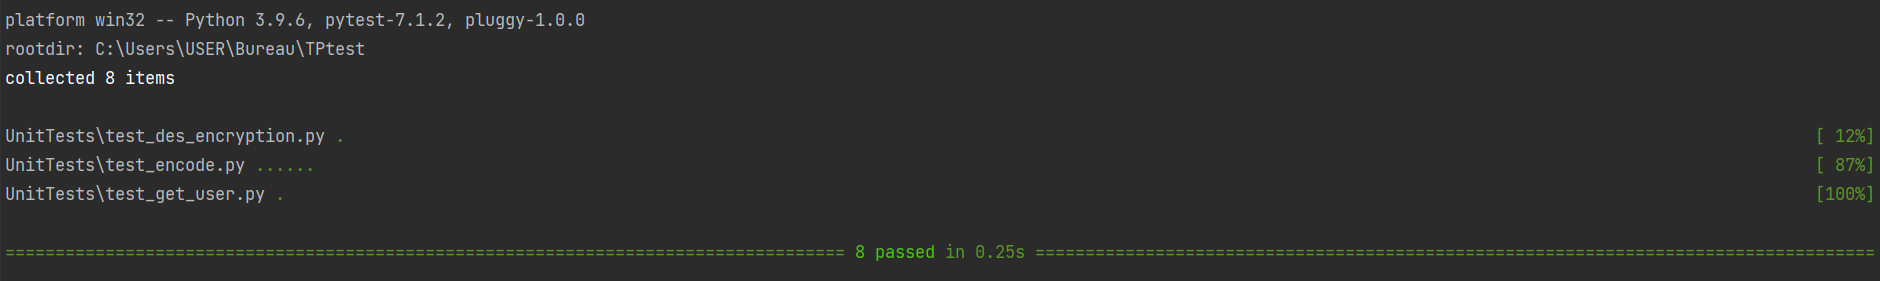 platform win32 -- Python 3.9.6, pytest-7.1.2, pluggy-1.0.0
rootdir: C:\Users\USER\Bureau\TPtest
collected 8 items
UnitTests\test_des_encryption.py . [ 12%]
UnitTests\test_encode.py ...... [ 87%]
UnitTests\test_get_user.py . [100%]
==================================================================================== 8 passed in 0.25s ====================================================================================